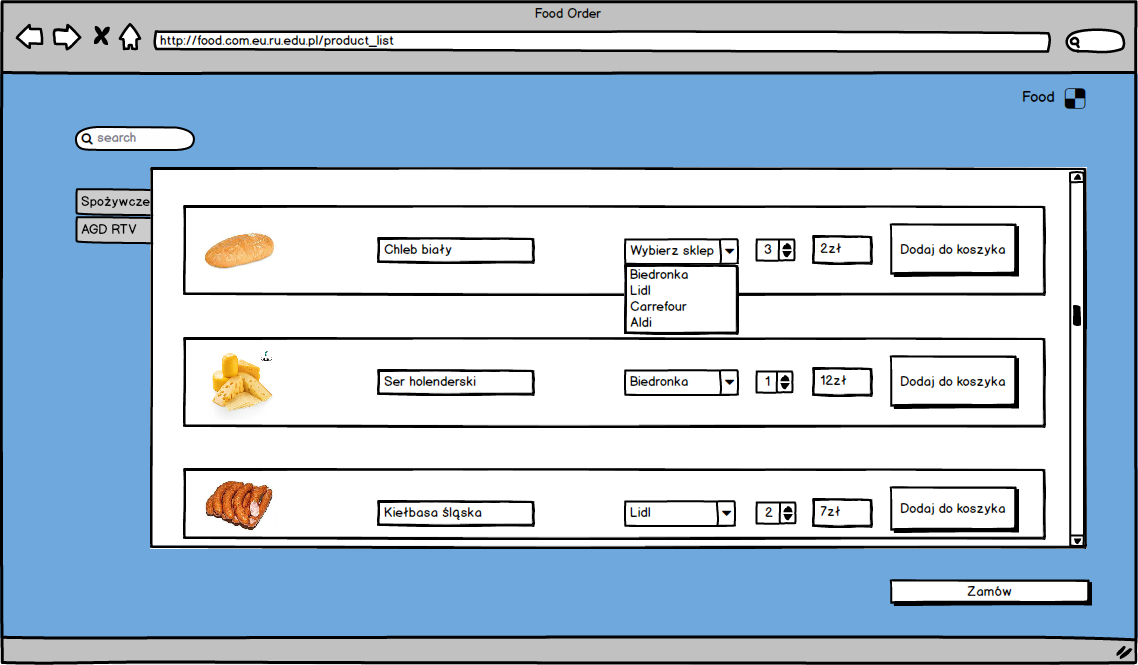 Food Order
http://food.com.eu.ru.edu.pl/product_list
Food
search
Spożywcze
AGD RTV
Chleb biały
Wybierz sklep
3
2zł
Dodaj do koszyka
Biedronka
Lidl
Carrefour
Aldi
Ser holenderski
Biedronka
1
12zł
Dodaj do koszyka
Kiełbasa śląska
Lidl
2
7zł
Dodaj do koszyka
Zamów